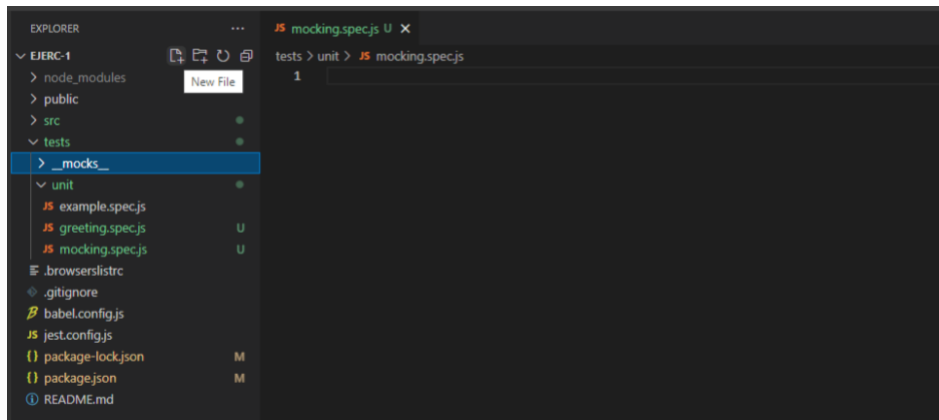 EXPLORER
EJERC-1
New File
node_modules
public
src
tests
__mocks__
unit
JS example.spec.js
JS greeting.spec.js U
JS mocking.spec.js U
.browserslistrc
.gitignore
babel.config.js
JS jest.config.js
{} package-lock.json M
{} package.json M
README.md
JS mocking.spec.js U
tests > unit > JS mocking.spec.js
1